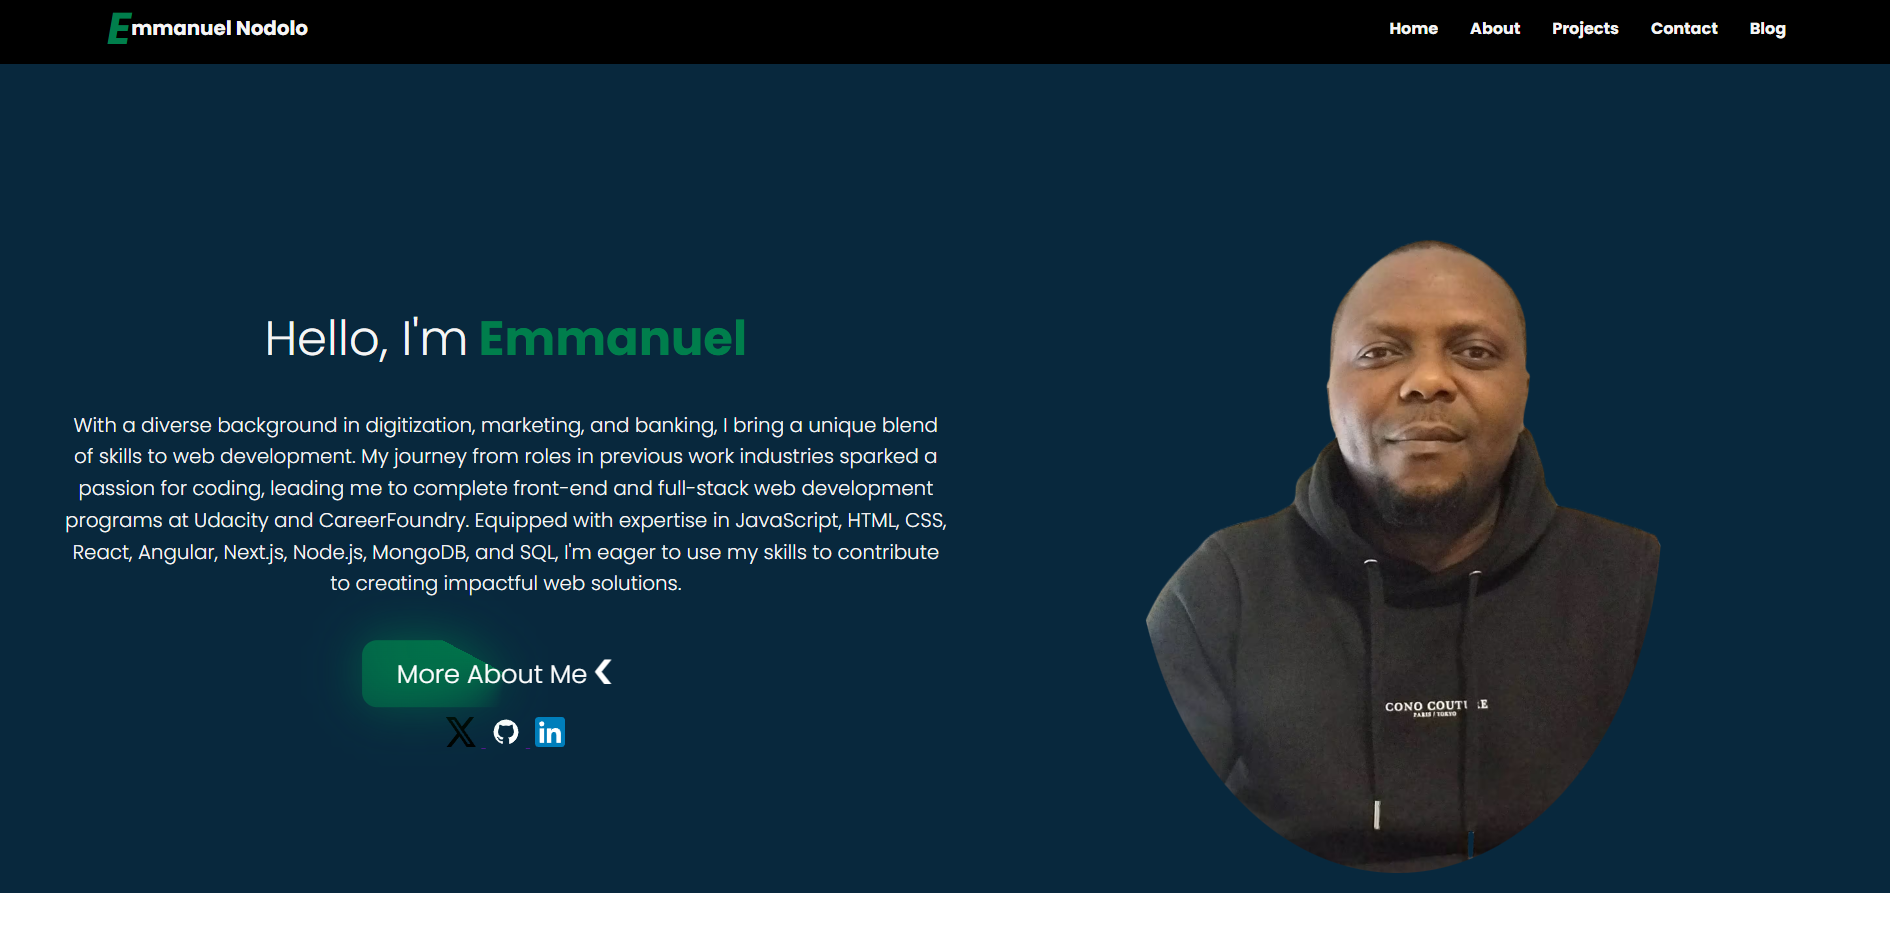 Emmanuel Nodolo
Home About Projects Contact Blog
Hello, I'm Emmanuel
With a diverse background in digitization, marketing, and banking, I bring a unique blend
of skills to web development. My journey from roles in previous work industries sparked a
passion for coding, leading me to complete front-end and full-stack web development
programs at Udacity and CareerFoundry. Equipped with expertise in JavaScript, HTML, CSS,
React, Angular, Next.js, Node.js, MongoDB, and SQL, I'm eager to use my skills to contribute
to creating impactful web solutions.
More About Me
X in
CONO COUTURE
PARIS / TOKYO